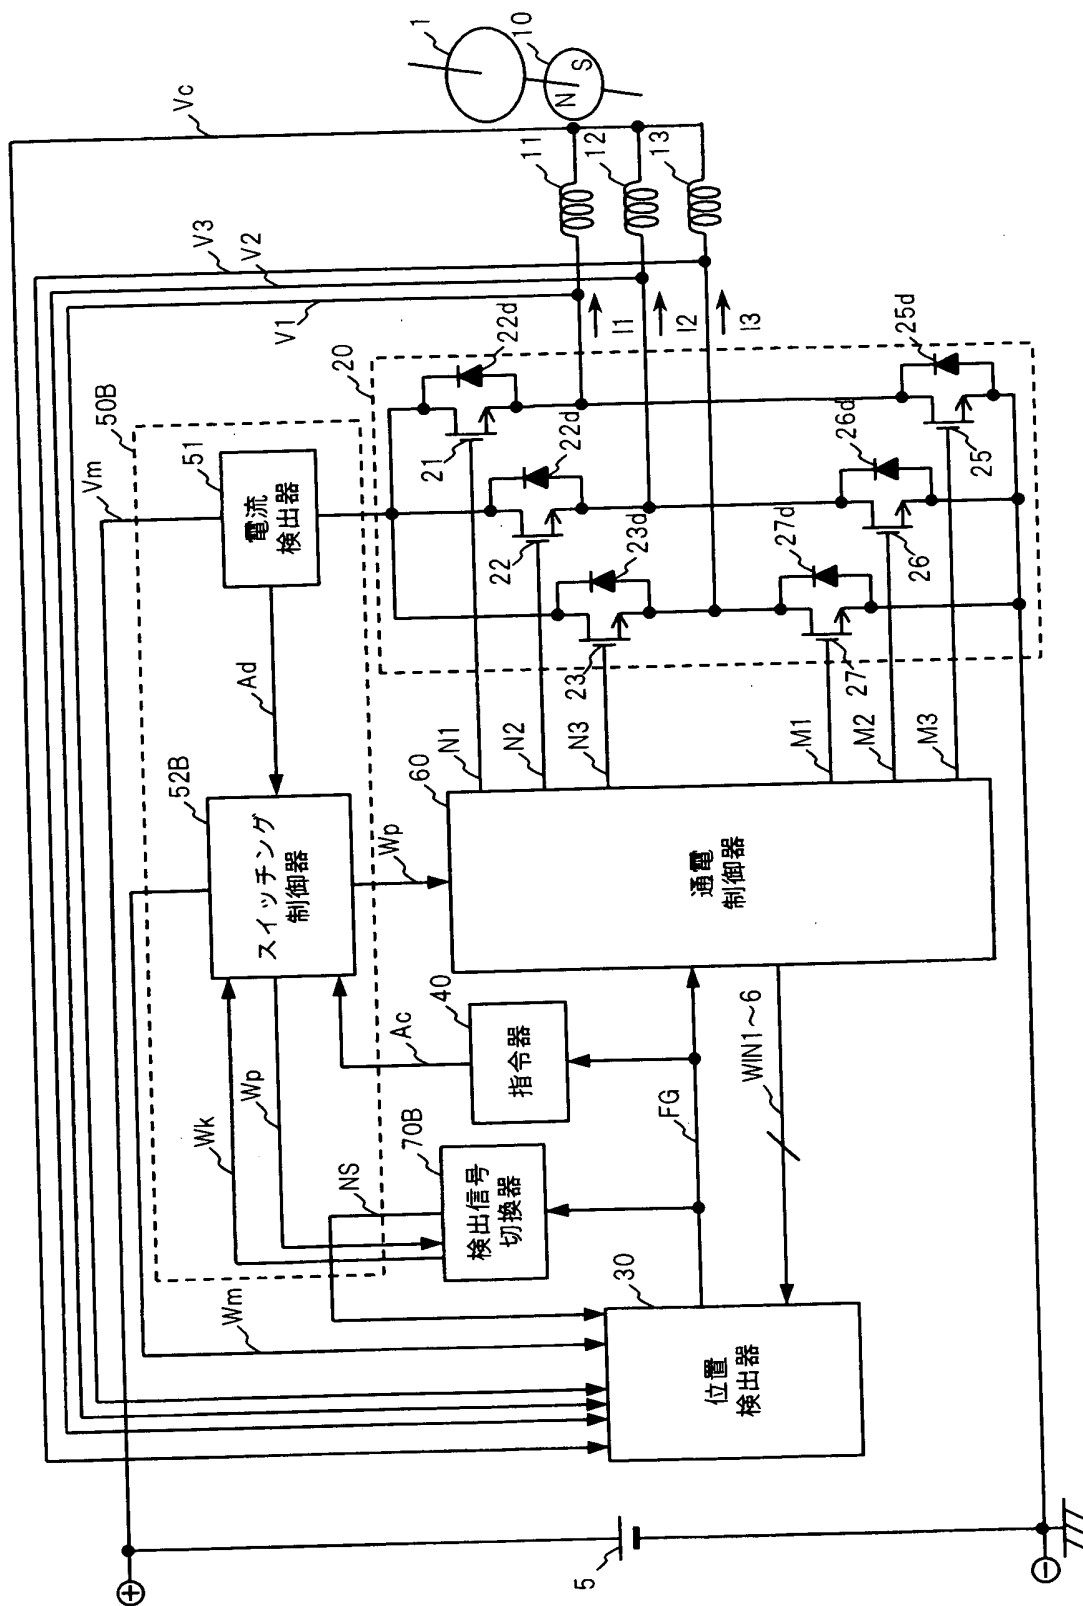 Vc
1
10
N
S
V3
V2
V1
11
12
13
I1
I2
I3
50B
Vm
51
電流
検出器
20
22d
21
22d
22
23d
23
25d
25
26d
26
27d
27
Ad
52B
スイッチング
制御器
Wp
60
通電
制御器
N1
N2
N3
M1
M2
M3
Wk
Wp
Ac
40
指令器
70B
検出信号
切換器
NS
FG
WIN1～6
Wm
30
位置
検出器
5
+
−